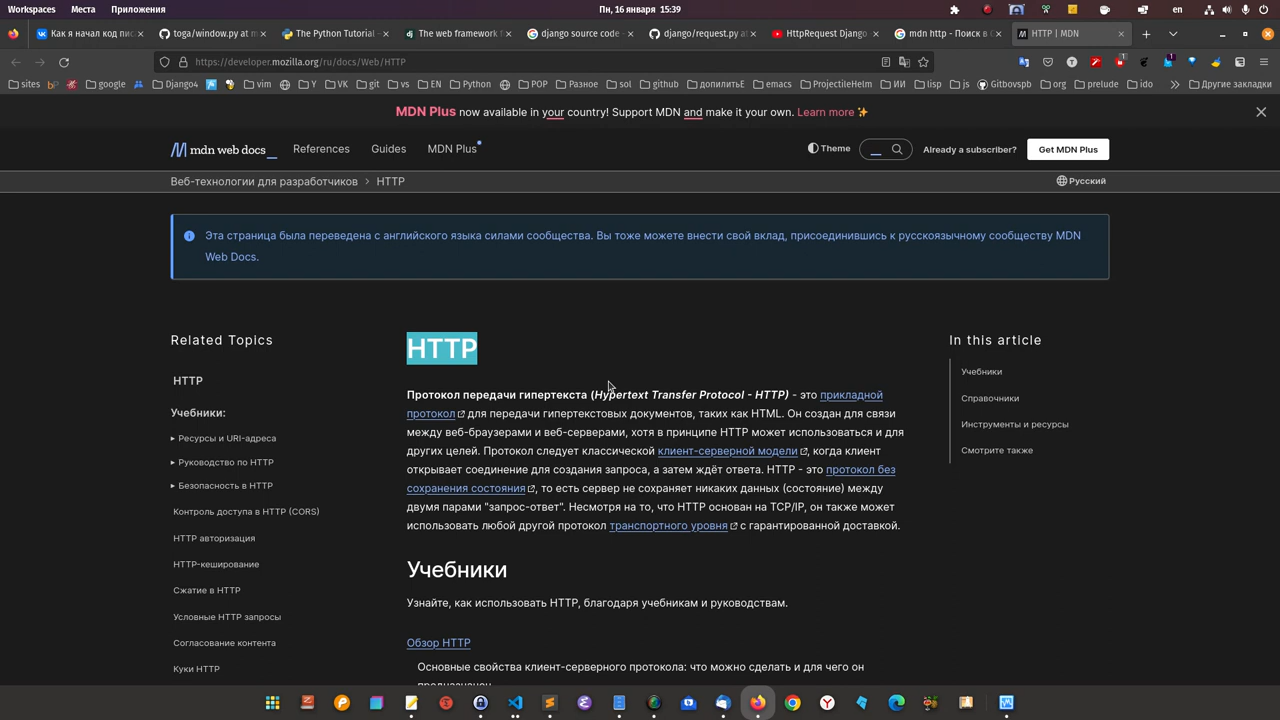 Workspaces Места Приложения Пн, 16 января 15:39 en
Как я начал код пис toga/window.py at m The Python Tutorial - The web framework f django source code - django/request.py at HttpRequest Django mdn http - Поиск в G HTTP | MDN
https://developer.mozilla.org/ru/docs/Web/HTTP
sites google Django4 vim Y VK git vs EN Python POP Разное sol github допилитьE emacs ProjectileHelm ИИ lisp js Gitbovspb org prelude ido Другие закладки
MDN Plus now available in your country! Support MDN and make it your own. Learn more ✨
mdn web docs References Guides MDN Plus Theme Already a subscriber? Get MDN Plus
Веб-технологии для разработчиков > HTTP Русский
Эта страница была переведена с английского языка силами сообщества. Вы тоже можете внести свой вклад, присоединившись к русскоязычному сообществу MDN
Web Docs.
Related Topics
HTTP
Учебники:
▸ Ресурсы и URI-адреса
▸ Руководство по HTTP
▸ Безопасность в HTTP
Контроль доступа в HTTP (CORS)
HTTP авторизация
HTTP-кеширование
Сжатие в HTTP
Условные HTTP запросы
Согласование контента
Куки HTTP
HTTP
Протокол передачи гипертекста (Hypertext Transfer Protocol - HTTP) - это прикладной
протокол для передачи гипертекстовых документов, таких как HTML. Он создан для связи
между веб-браузерами и веб-серверами, хотя в принципе HTTP может использоваться и для
других целей. Протокол следует классической клиент-серверной модели, когда клиент
открывает соединение для создания запроса, а затем ждёт ответа. HTTP - это протокол без
сохранения состояния, то есть сервер не сохраняет никаких данных (состояние) между
двумя парами "запрос-ответ". Несмотря на то, что HTTP основан на TCP/IP, он также может
использовать любой другой протокол транспортного уровня с гарантированной доставкой.
Учебники
Узнайте, как использовать HTTP, благодаря учебникам и руководствам.
Обзор HTTP
Основные свойства клиент-серверного протокола: что можно сделать и для чего он
предназначен.
In this article
Учебники
Справочники
Инструменты и ресурсы
Смотрите также